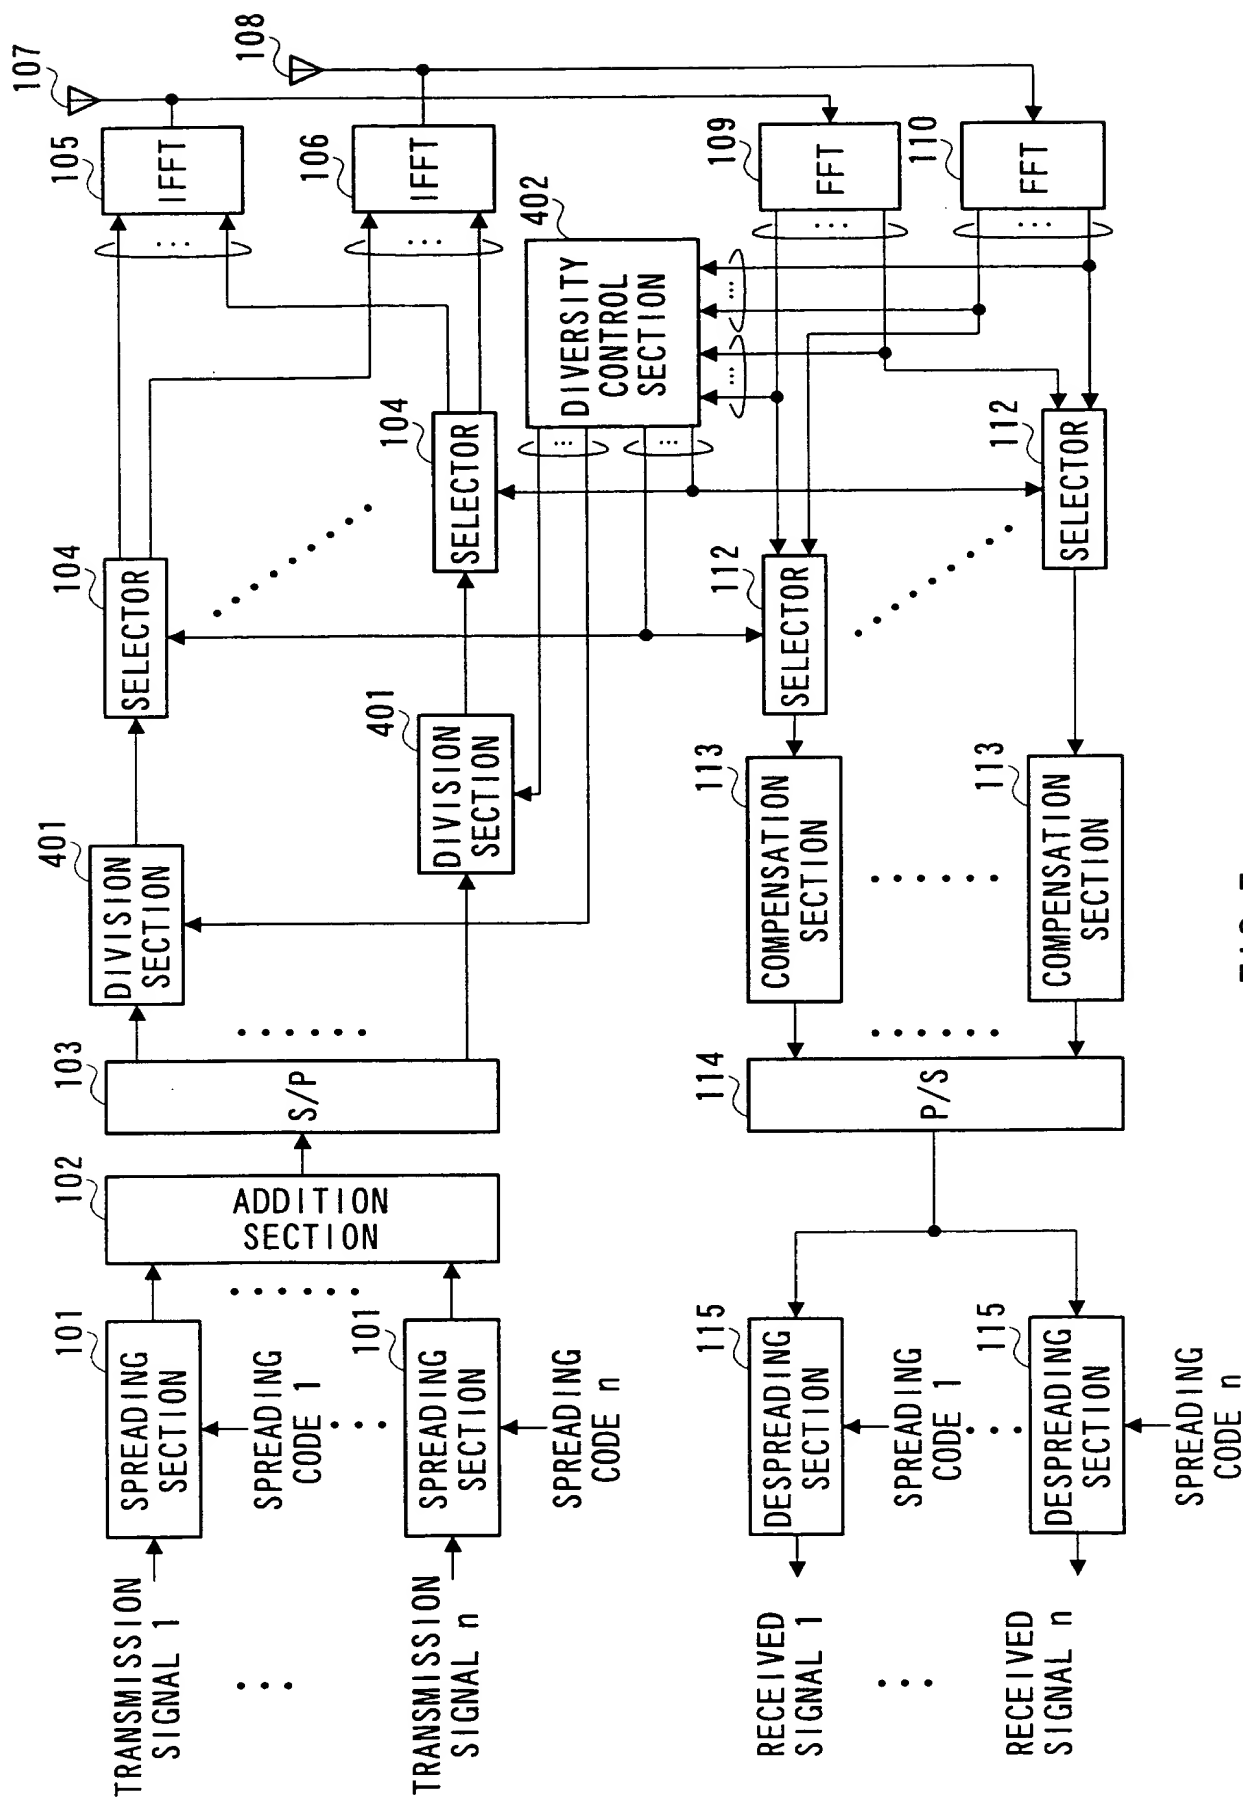 TRANSMISSION
SIGNAL 1
TRANSMISSION
SIGNAL n
101
SPREADING
SECTION
SPREADING
CODE 1
101
SPREADING
SECTION
SPREADING
CODE n
102
ADDITION
SECTION
103
S/P
401
DIVISION
SECTION
401
DIVISION
SECTION
104
SELECTOR
104
SELECTOR
105
IFFT
106
IFFT
107
108
402
DIVERSITY
CONTROL
SECTION
109
FFT
110
FFT
112
SELECTOR
112
SELECTOR
113
COMPENSATION
SECTION
113
COMPENSATION
SECTION
114
P/S
115
DESPREADING
SECTION
SPREADING
CODE 1
115
DESPREADING
SECTION
SPREADING
CODE n
RECEIVED
SIGNAL 1
RECEIVED
SIGNAL n